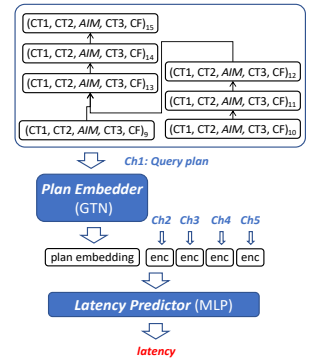 (CT1, CT2, AIM, CT3, CF)15
(CT1, CT2, AIM, CT3, CF)14
(CT1, CT2, AIM, CT3, CF)13
(CT1, CT2, AIM, CT3, CF)12
(CT1, CT2, AIM, CT3, CF)11
(CT1, CT2, AIM, CT3, CF)9
(CT1, CT2, AIM, CT3, CF)10
Ch1: Query plan
Plan Embedder
(GTN)
Ch2 Ch3 Ch4 Ch5
plan embedding enc enc enc enc
Latency Predictor (MLP)
latency